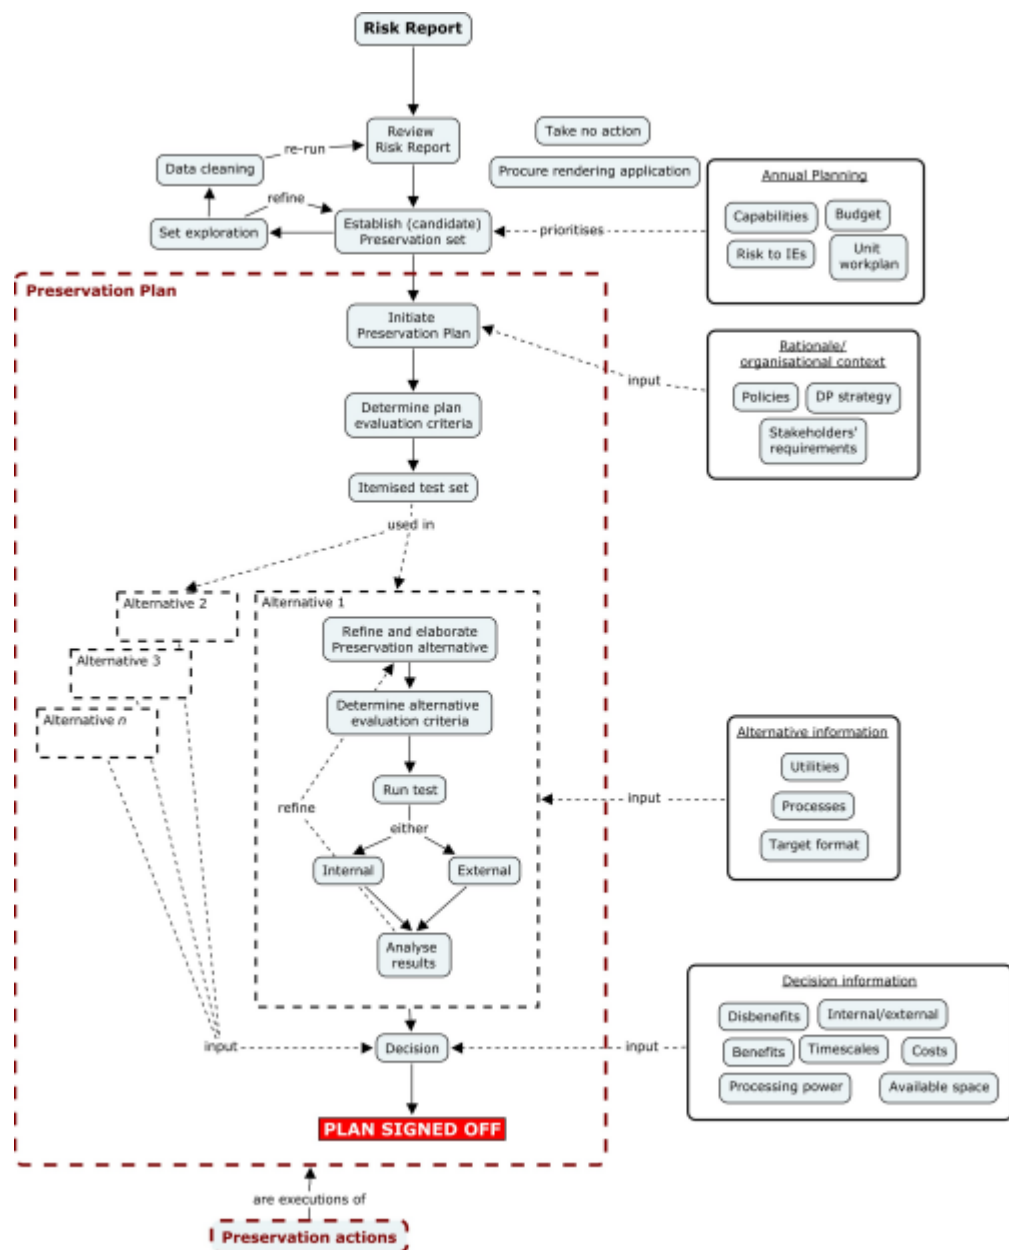 Risk Report
Review
Risk Report
Take no action
re-run
Data cleaning
Procure rendering application
Annual Planning
refine
Capabilities
Budget
Set exploration
Establish (candidate)
Preservation set
prioritises
Risk to IEs
Unit
workplan
Preservation Plan
Initiate
Preservation Plan
Rationale/
organisational context
input
Policies
DP strategy
Determine plan
evaluation criteria
Stakeholders'
requirements
Itemised test set
used in
Alternative 2
Alternative 1
Refine and elaborate
Preservation alternative
Alternative 3
Determine alternative
evaluation criteria
Alternative n
Alternative information
Utilities
Run test
refine
input
Processes
either
Target format
Internal
External
Analyse
results
Decision information
Disbenefits
Internal/external
input
Decision
input
Benefits
Timescales
Costs
Processing power
Available space
PLAN SIGNED OFF
are executions of
Preservation actions